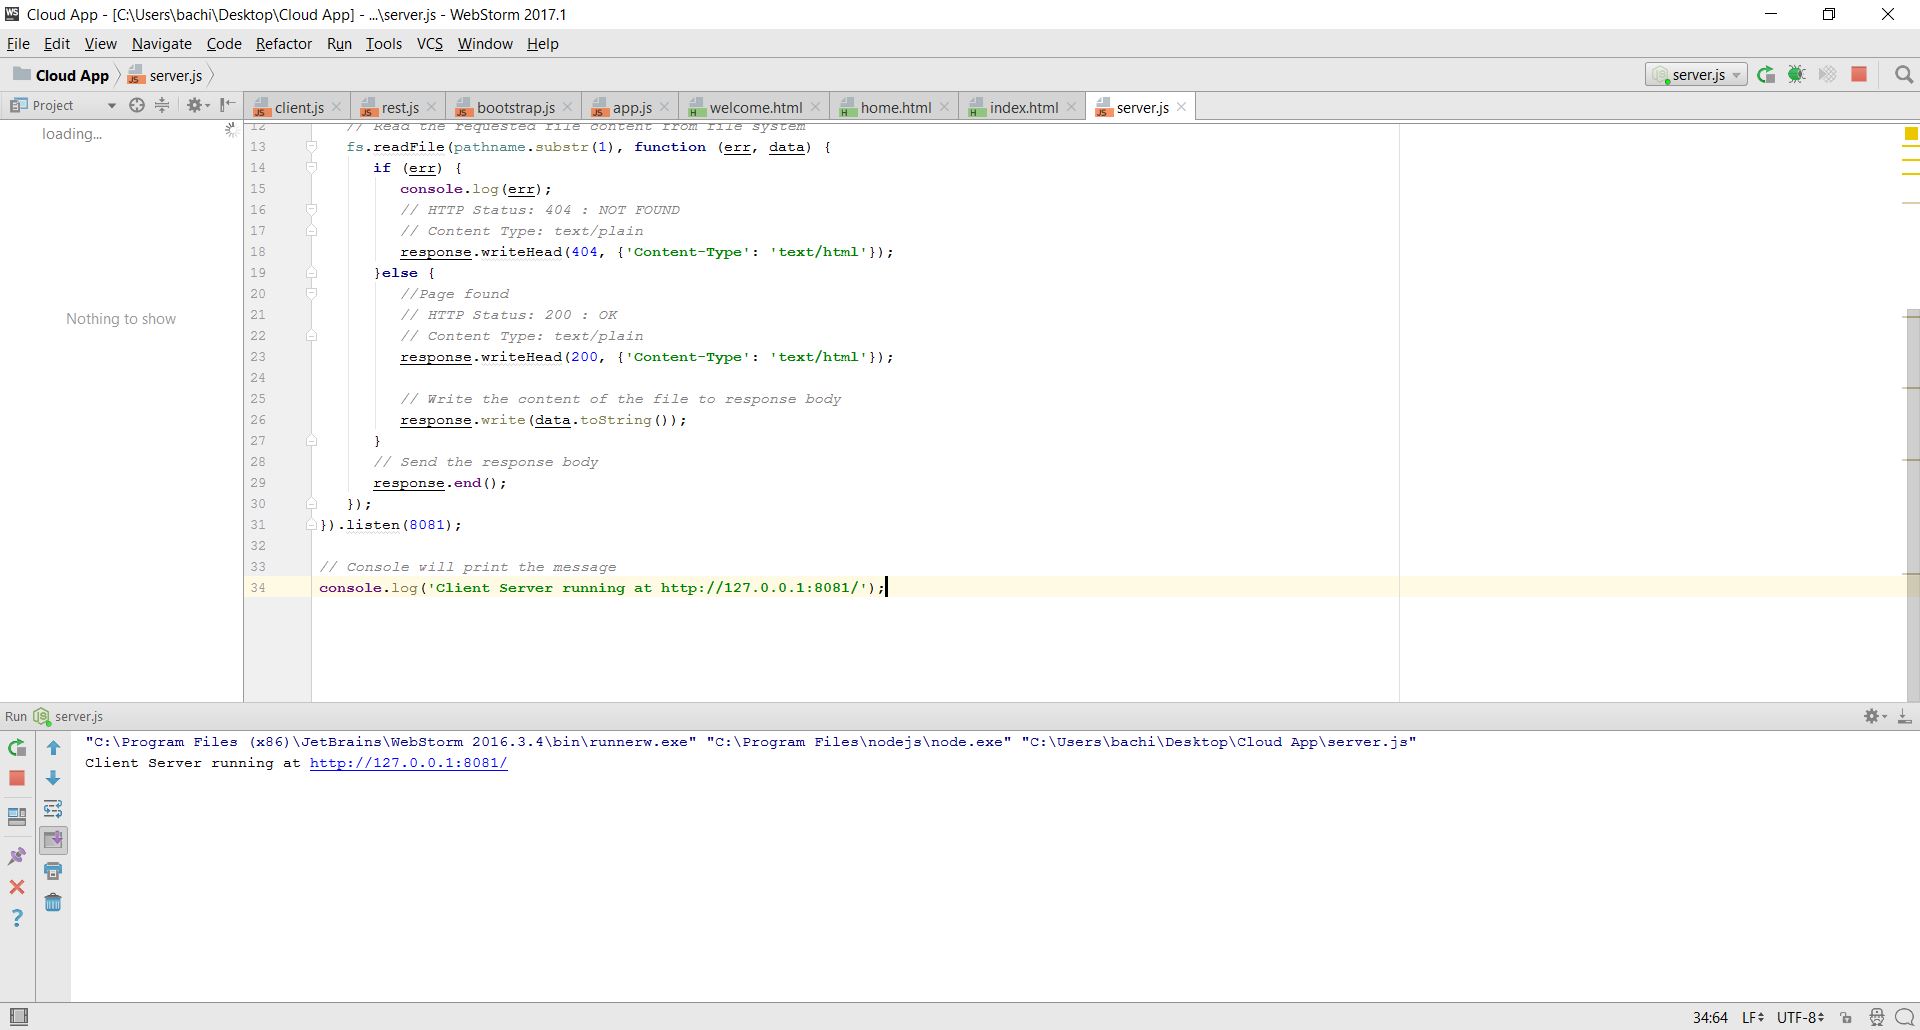 Cloud App - [C:\Users\bachi\Desktop\Cloud App] - ...\server.js - WebStorm 2017.1
File Edit View Navigate Code Refactor Run Tools VCS Window Help
Cloud App server.js
server.js
Project
client.js rest.js bootstrap.js app.js welcome.html home.html index.html server.js
loading...
Nothing to show
12 // Read the requested file content from file system
13 fs.readFile(pathname.substr(1), function (err, data) {
14 if (err) {
15 console.log(err);
16 // HTTP Status: 404 : NOT FOUND
17 // Content Type: text/plain
18 response.writeHead(404, {'Content-Type': 'text/html'});
19 }else {
20 //Page found
21 // HTTP Status: 200 : OK
22 // Content Type: text/plain
23 response.writeHead(200, {'Content-Type': 'text/html'});
24
25 // Write the content of the file to response body
26 response.write(data.toString());
27 }
28 // Send the response body
29 response.end();
30 });
31 }).listen(8081);
32
33 // Console will print the message
34 console.log('Client Server running at http://127.0.0.1:8081/');
Run server.js
"C:\Program Files (x86)\JetBrains\WebStorm 2016.3.4\bin\runnerw.exe" "C:\Program Files\nodejs\node.exe" "C:\Users\bachi\Desktop\Cloud App\server.js"
Client Server running at http://127.0.0.1:8081/
34:64 LF UTF-8